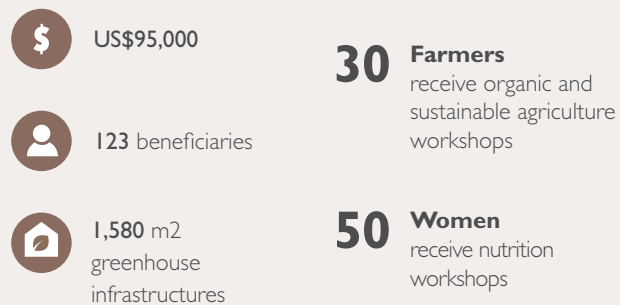 US$95,000
123 beneficiaries
1,580 m2
greenhouse
infrastructures
30 Farmers
receive organic and
sustainable agriculture
workshops
50 Women
receive nutrition
workshops